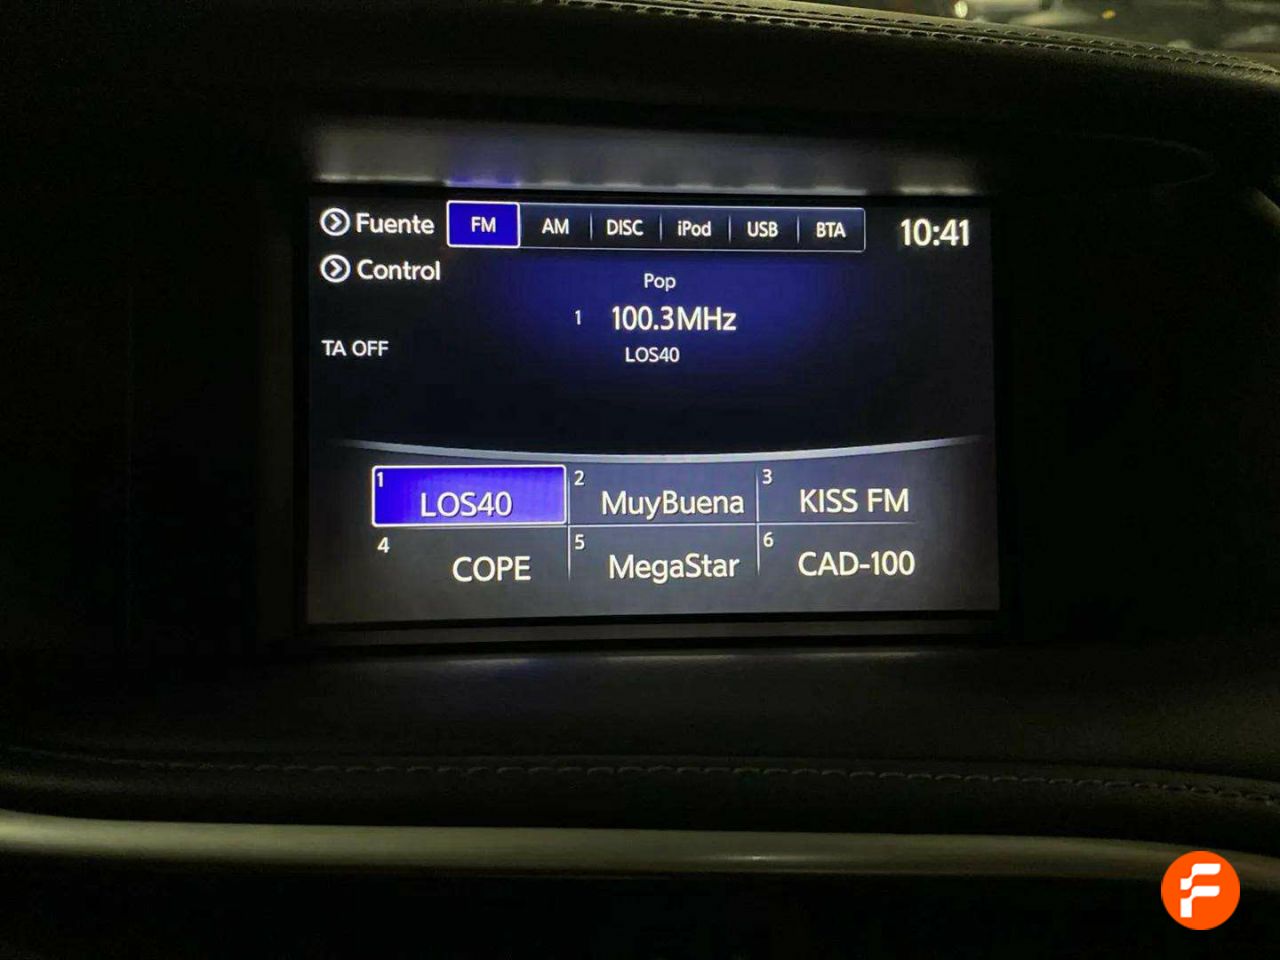 Fuente FM AM DISC iPod USB BTA 10:41
Control
Pop
1 100.3MHz
TA OFF
LOS40
1 LOS40 2 MuyBuena 3 KISS FM
4 COPE 5 MegaStar 6 CAD-100
F